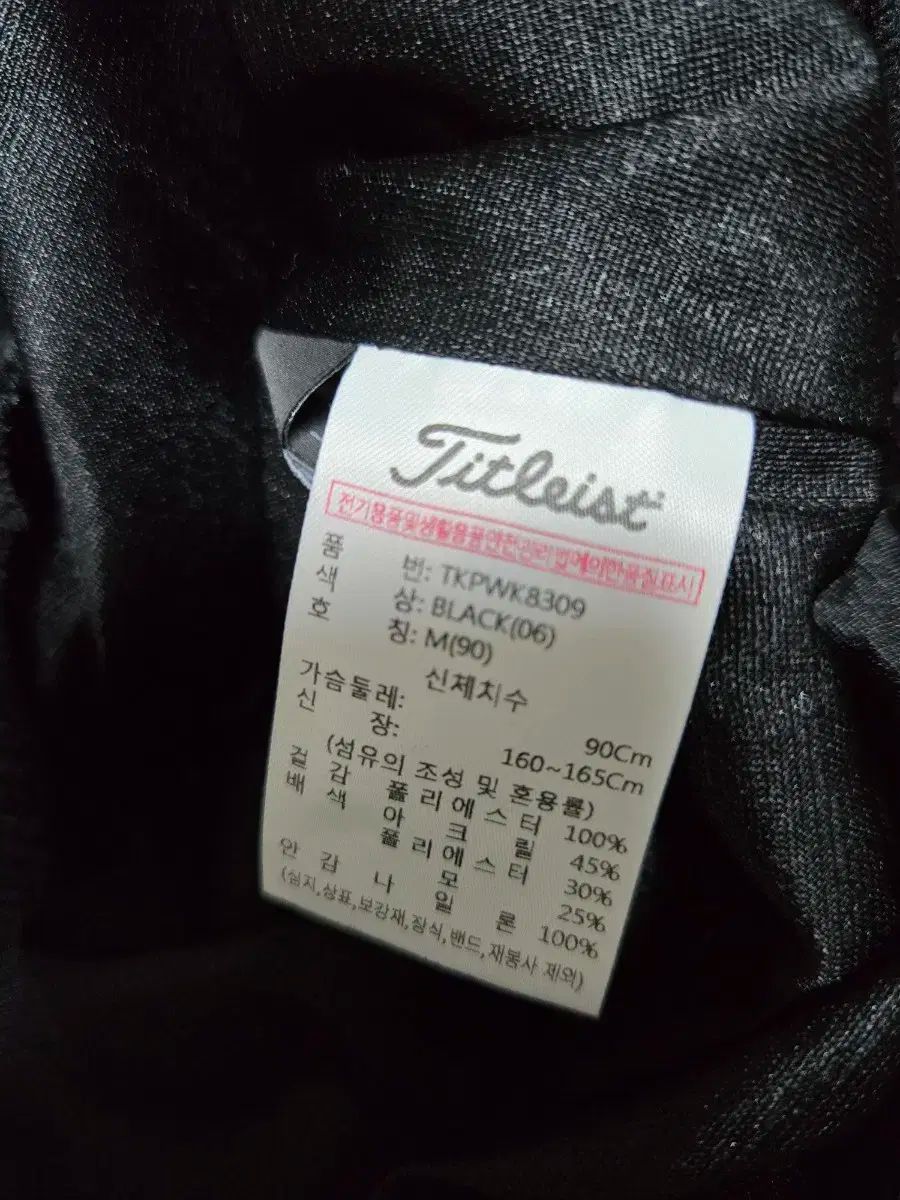 Titleist
전기용품및생활용품안전관리법에의한품질표시
품 번: TKPWK8309
색 상: BLACK(06)
호 칭: M(90)
신제치수
가슴둘레: 90Cm
신 장: 160~165Cm
(섬유의 조성 및 혼용률)
겉 감 폴 리 에 스 터 100%
배 색 아 크 릴 45%
폴 리 에 스 터 30%
모 25%
안 감 나 일 론 100%
(심지,상표,보강재,장식,밴드,재봉사 제외)